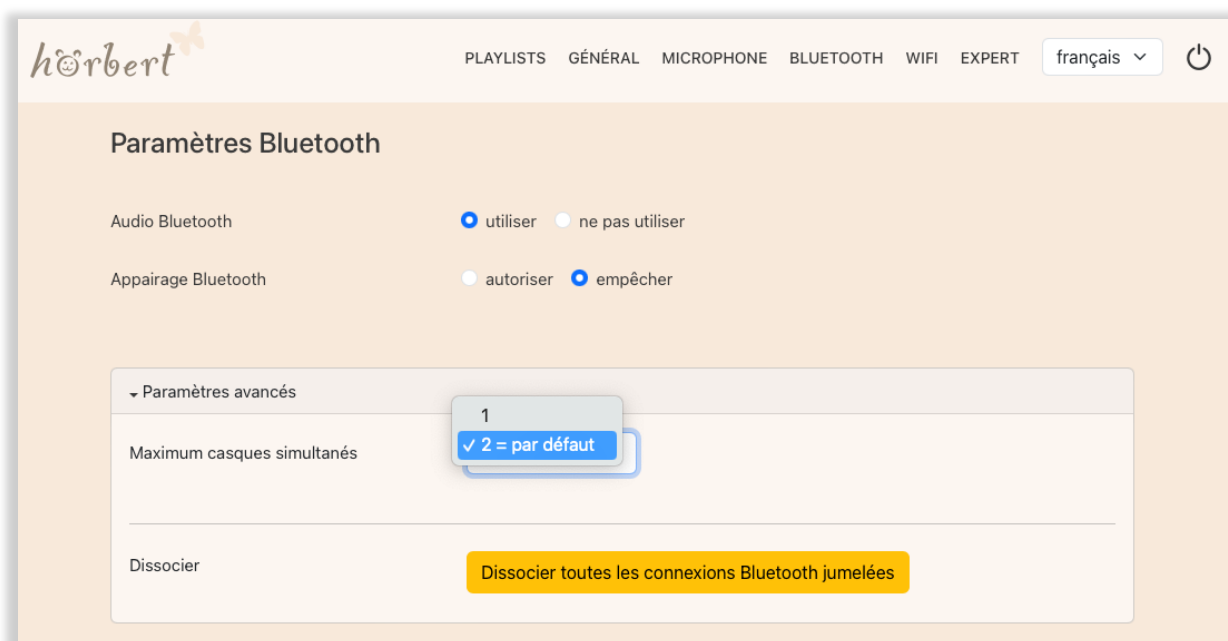 hörbert
PLAYLISTS GÉNÉRAL MICROPHONE BLUETOOTH WIFI EXPERT français
Paramètres Bluetooth
Audio Bluetooth utiliser ne pas utiliser
Appairage Bluetooth autoriser empêcher
Paramètres avancés
1
Maximum casques simultanés ✓ 2 = par défaut
Dissocier Dissocier toutes les connexions Bluetooth jumelées